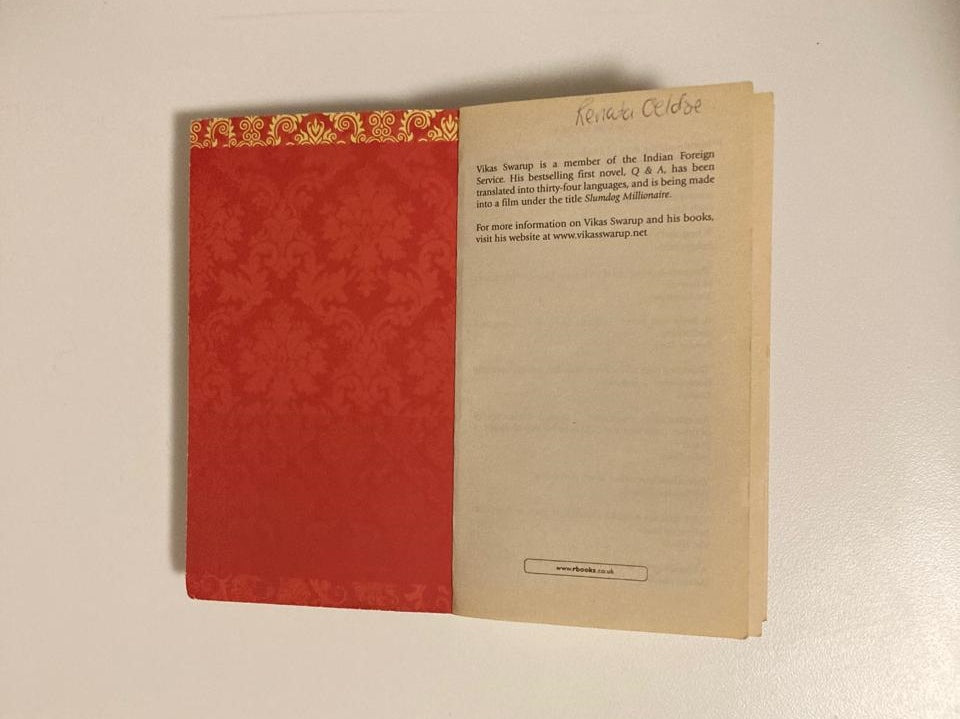 Renata
Vikas Swarup is a member of the Indian Foreign
Service. His bestselling first novel, Q & A, has been
translated into thirty-four languages, and is being made
into a film under the title Slumdog Millionaire.
For more information on Vikas Swarup and his books,
visit his website at www.vikasswarup.net
www.rbooks.co.uk